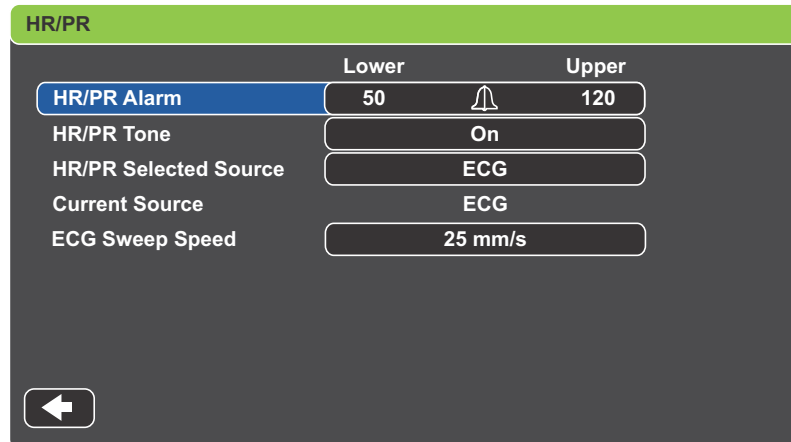 HR/PR
Lower Upper
HR/PR Alarm 50 120
HR/PR Tone On
HR/PR Selected Source ECG
Current Source ECG
ECG Sweep Speed 25 mm/s